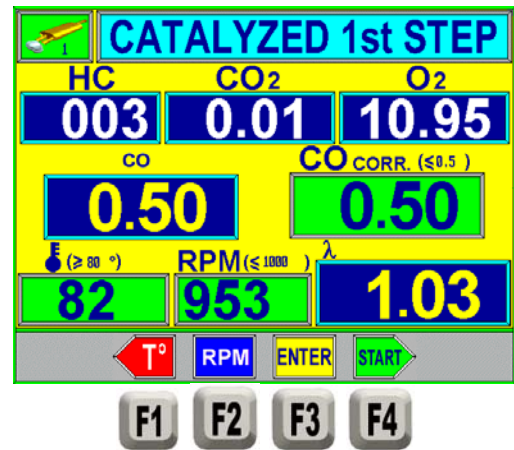 1 CATALYZED 1st STEP
HC CO2 O2
003 0.01 10.95
CO CO CORR. (≤0.5 )
0.50 0.50
(≥ 80 °) RPM (≤ 1000 ) λ
82 953 1.03
T° RPM ENTER START
F1 F2 F3 F4